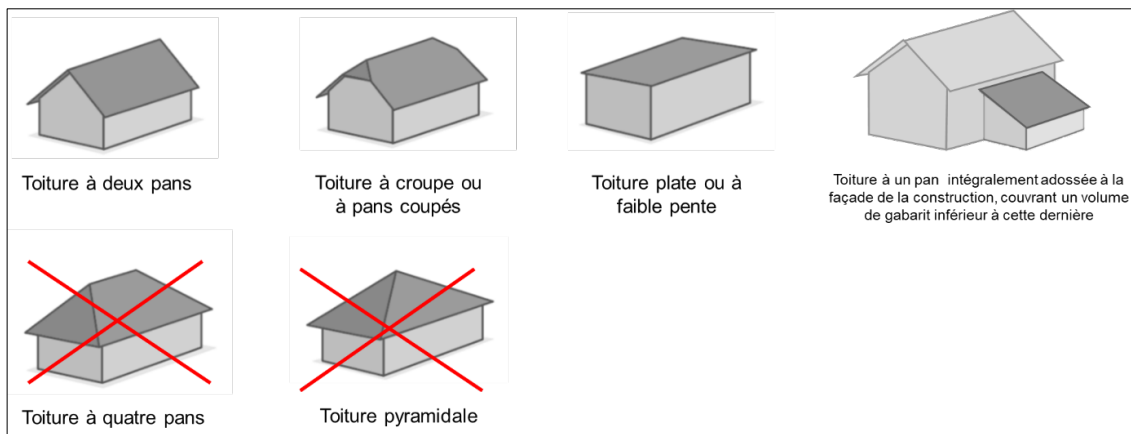 Toiture à deux pans
Toiture à croupe ou
à pans coupés
Toiture plate ou à
faible pente
Toiture à un pan intégralement adossée à la
façade de la construction, couvrant un volume
de gabarit inférieur à cette dernière
Toiture à quatre pans
Toiture pyramidale